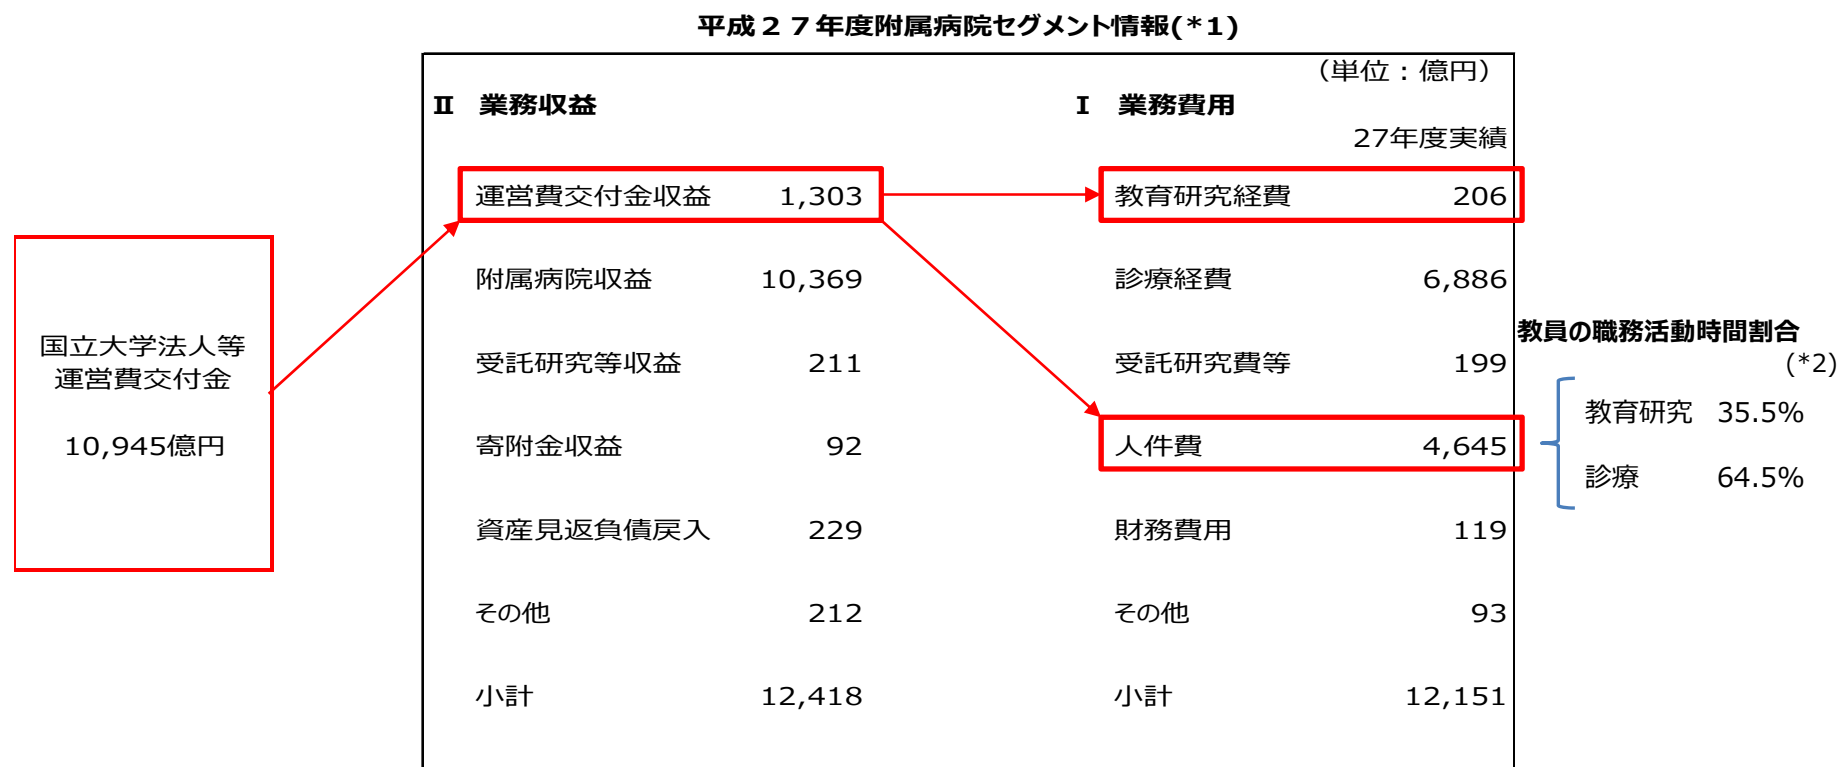 平成２７年度附属病院セグメント情報(*1)
（単位：億円）
Ⅱ 業務収益 Ⅰ 業務費用
27年度実績
運営費交付金収益 1,303 教育研究経費 206
附属病院収益 10,369 診療経費 6,886
受託研究等収益 211 受託研究費等 199
寄附金収益 92 人件費 4,645
資産見返負債戻入 229 財務費用 119
その他 212 その他 93
小計 12,418 小計 12,151
国立大学法人等
運営費交付金
10,945億円
教員の職務活動時間割合
(*2)
教育研究 35.5%
診療 64.5%